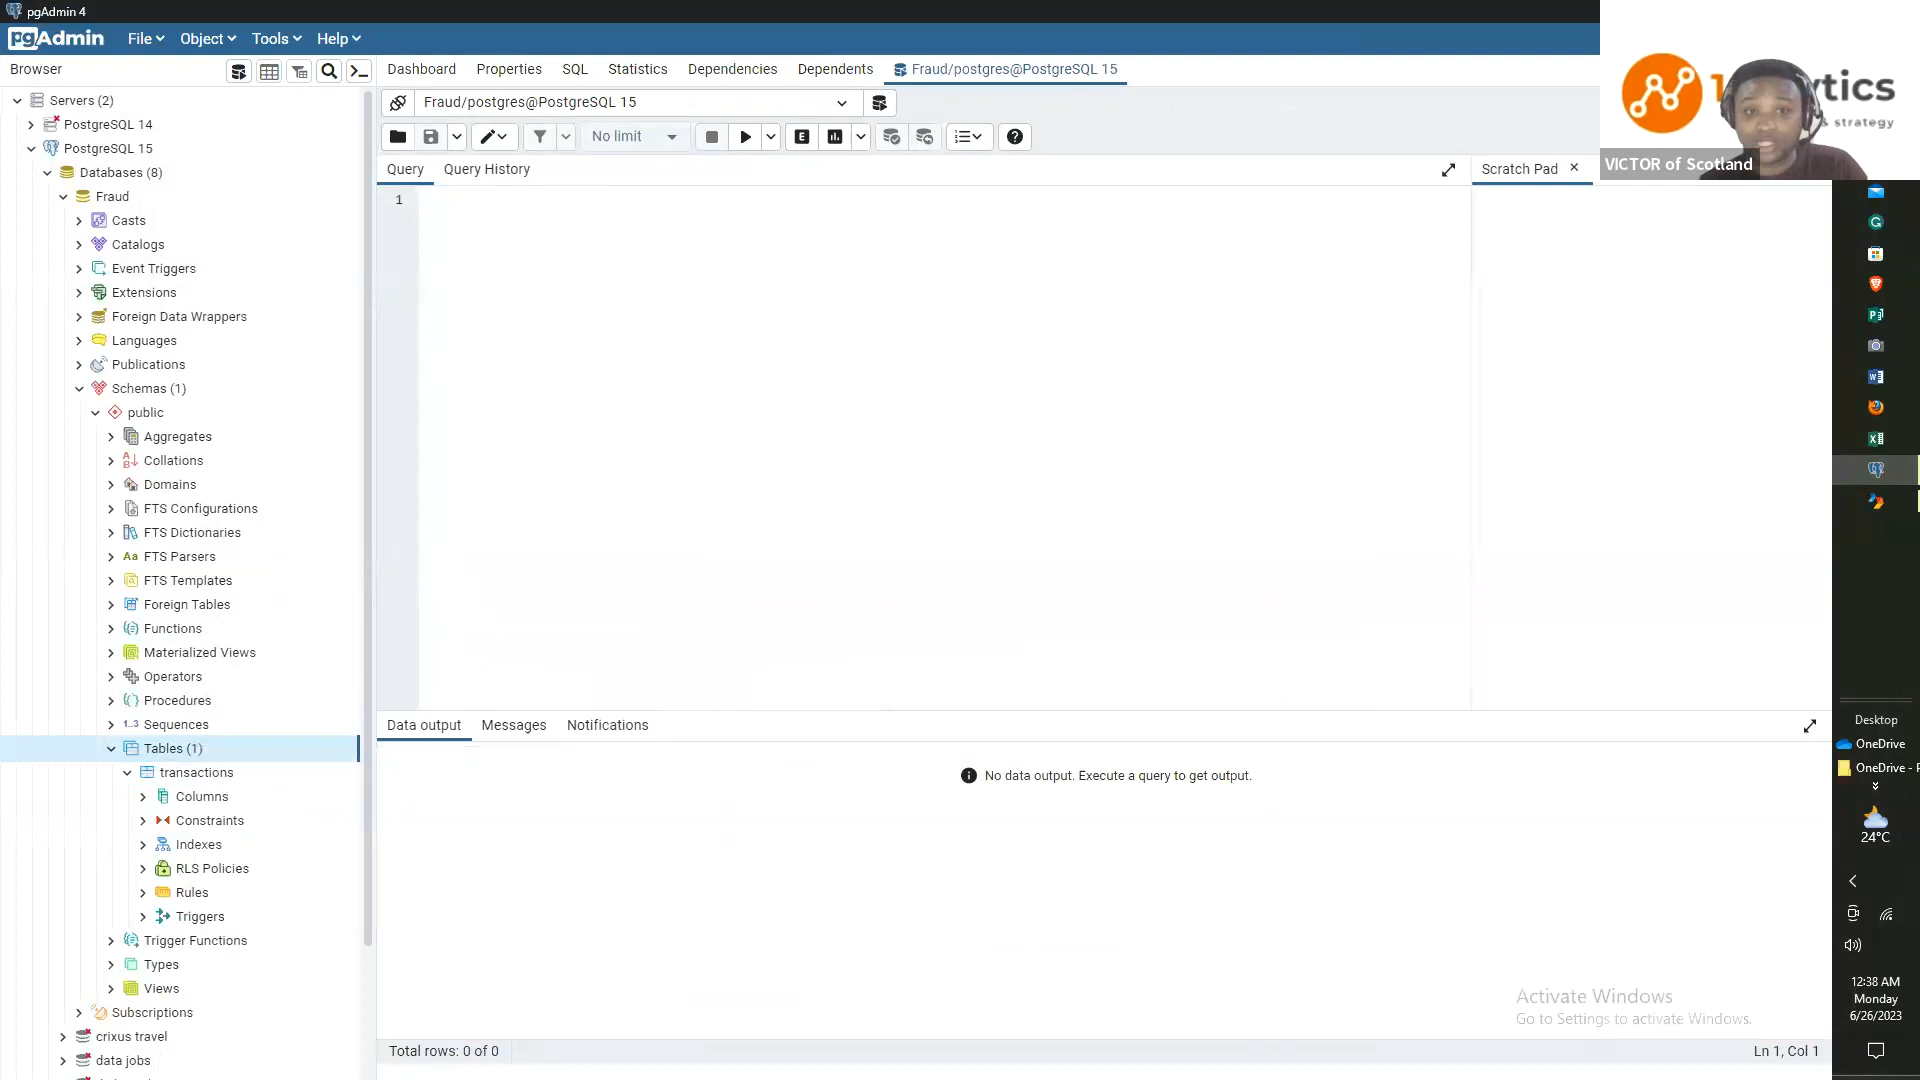 pgAdmin 4
pgAdmin File Object Tools Help
Browser
Dashboard Properties SQL Statistics Dependencies Dependents Fraud/postgres@PostgreSQL 15
Fraud/postgres@PostgreSQL 15
No limit
Query Query History
Scratch Pad
1
Servers (2)
PostgreSQL 14
PostgreSQL 15
Databases (8)
Fraud
Casts
Catalogs
Event Triggers
Extensions
Foreign Data Wrappers
Languages
Publications
Schemas (1)
public
Aggregates
Collations
Domains
FTS Configurations
FTS Dictionaries
FTS Parsers
FTS Templates
Foreign Tables
Functions
Materialized Views
Operators
Procedures
Sequences
Tables (1)
transactions
Columns
Constraints
Indexes
RLS Policies
Rules
Triggers
Trigger Functions
Types
Views
Subscriptions
crixus travel
data jobs
Data output Messages Notifications
No data output. Execute a query to get output.
Activate Windows
Go to Settings to activate Windows.
Total rows: 0 of 0
Ln 1, Col 1
ytics
& strategy
VICTOR of Scotland
Desktop
OneDrive
OneDrive - P
24°C
12:38 AM
Monday
6/26/2023